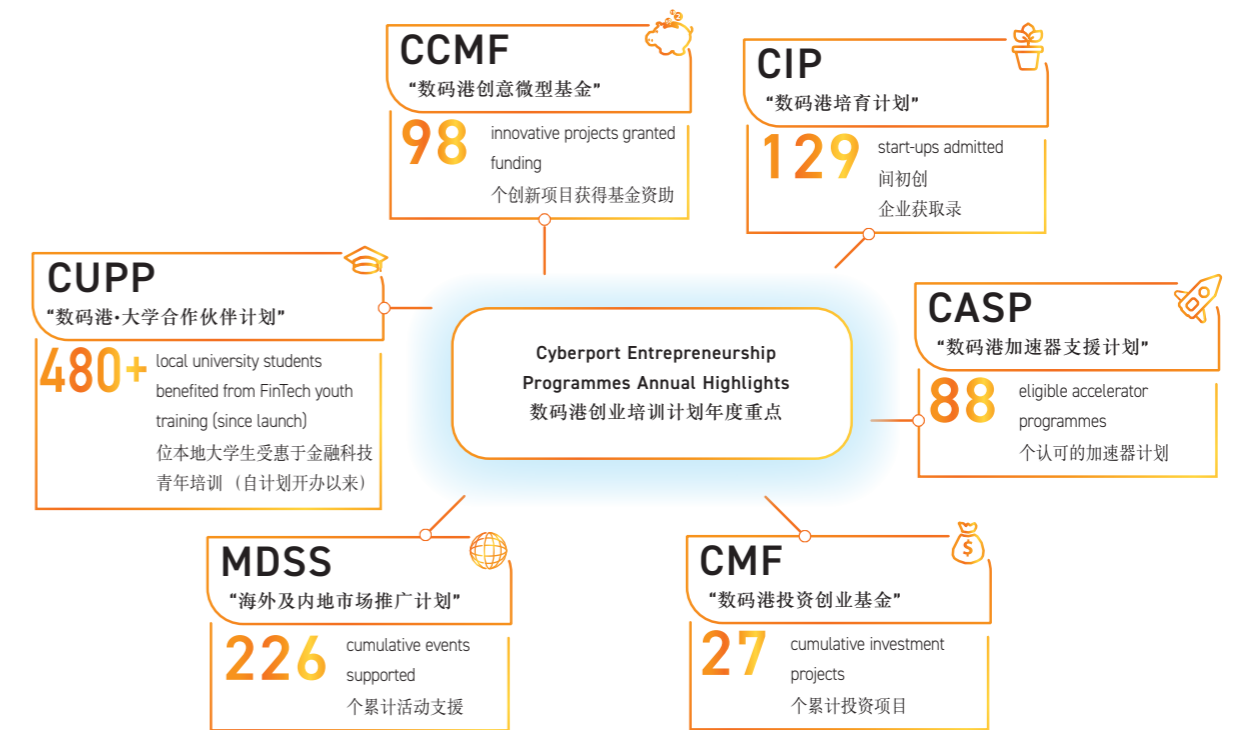 CCMF
“数码港创意微型基金”
98
innovative projects granted
funding
个创新项目获得基金资助
CIP
“数码港培育计划”
129
start-ups admitted
间初创
企业获取录
CUPP
“数码港·大学合作伙伴计划”
480+
local university students
benefited from FinTech youth
training (since launch)
位本地大学生受惠于金融科技
青年培训（自计划开办以来）
Cyberport Entrepreneurship
Programmes Annual Highlights
数码港创业培训计划年度重点
CASP
“数码港加速器支援计划”
88
eligible accelerator
programmes
个认可的加速器计划
MDSS
“海外及内地市场推广计划”
226
cumulative events
supported
个累计活动支援
CMF
“数码港投资创业基金”
27
cumulative investment
projects
个累计投资项目
$